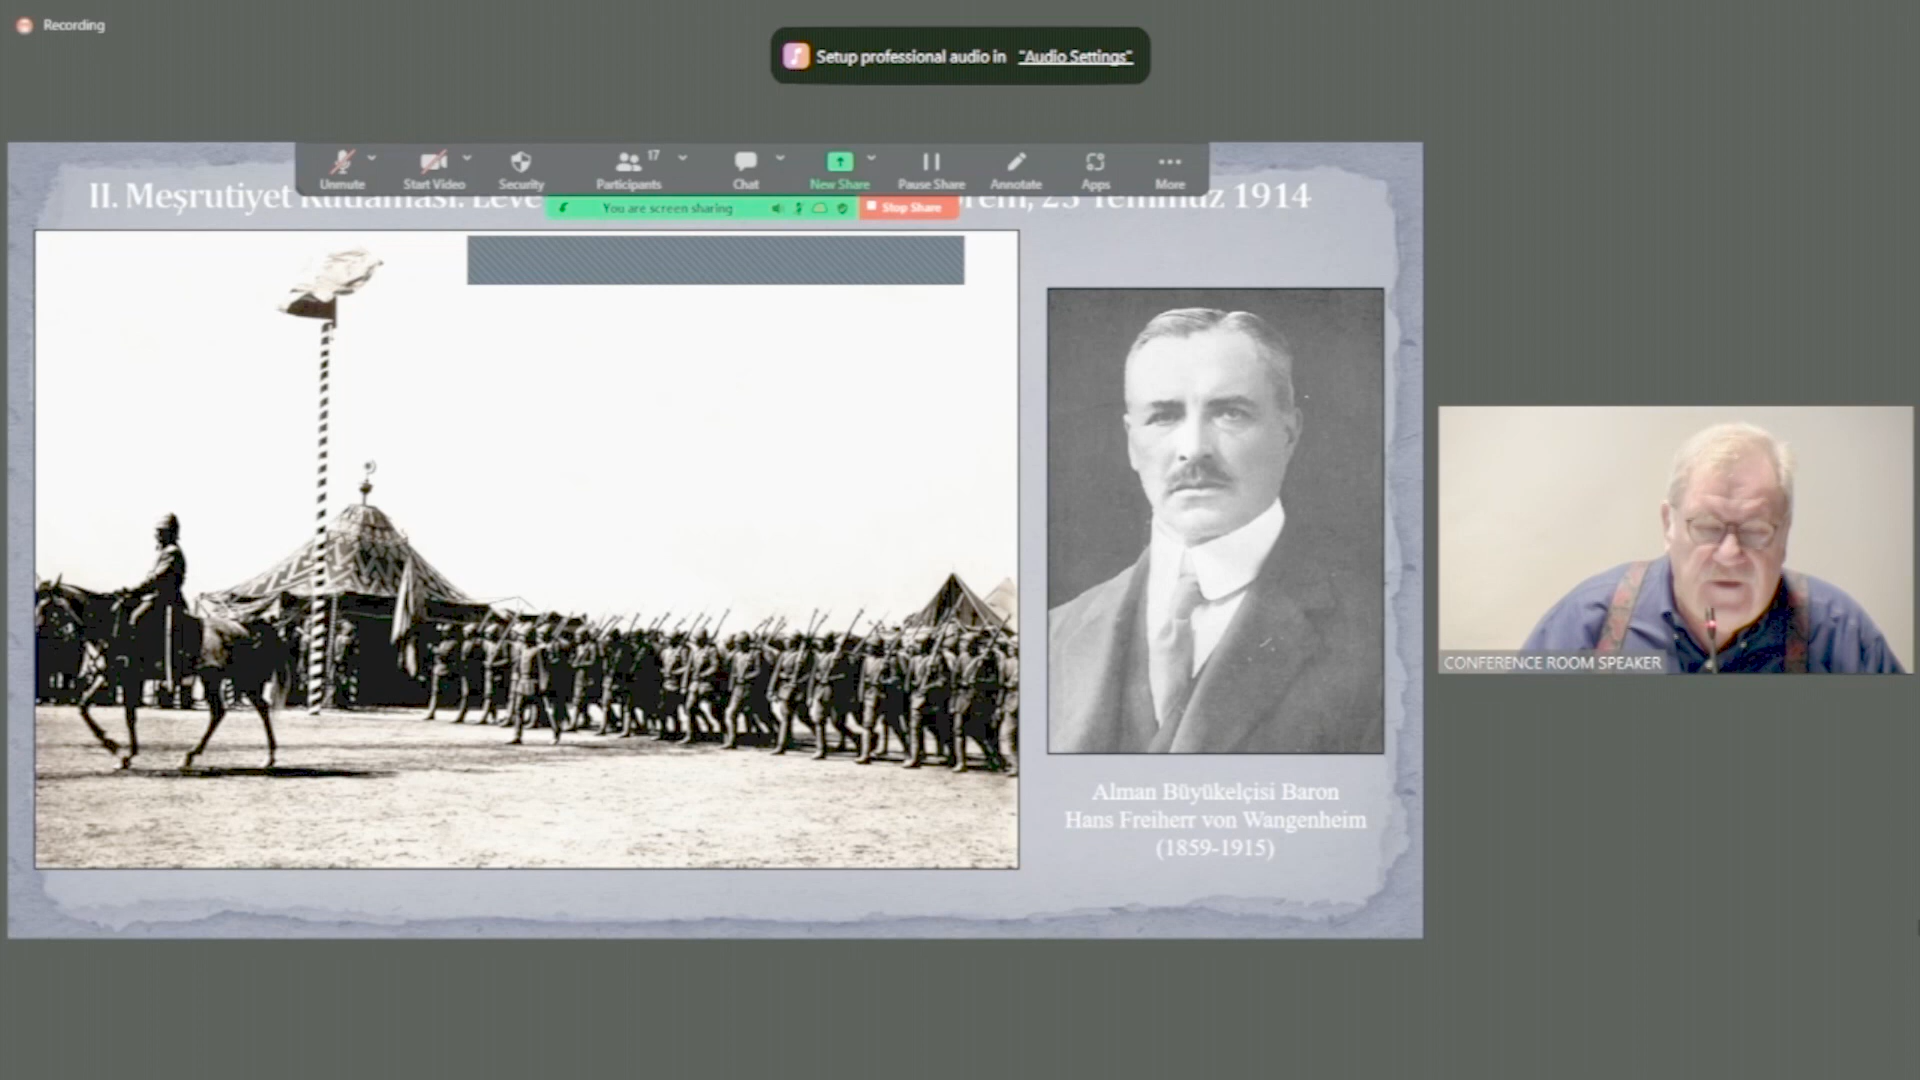 Recording
Setup professional audio in "Audio Settings"
17
Unmute Start Video Security Participants Chat New Share Pause Share Annotate Apps More
II. Meşrutiyet Kutlaması: Leve 1914
You are screen sharing Stop Share
Alman Büyükelçisi Baron
Hans Freiherr von Wangenheim
(1859-1915)
CONFERENCE ROOM SPEAKER